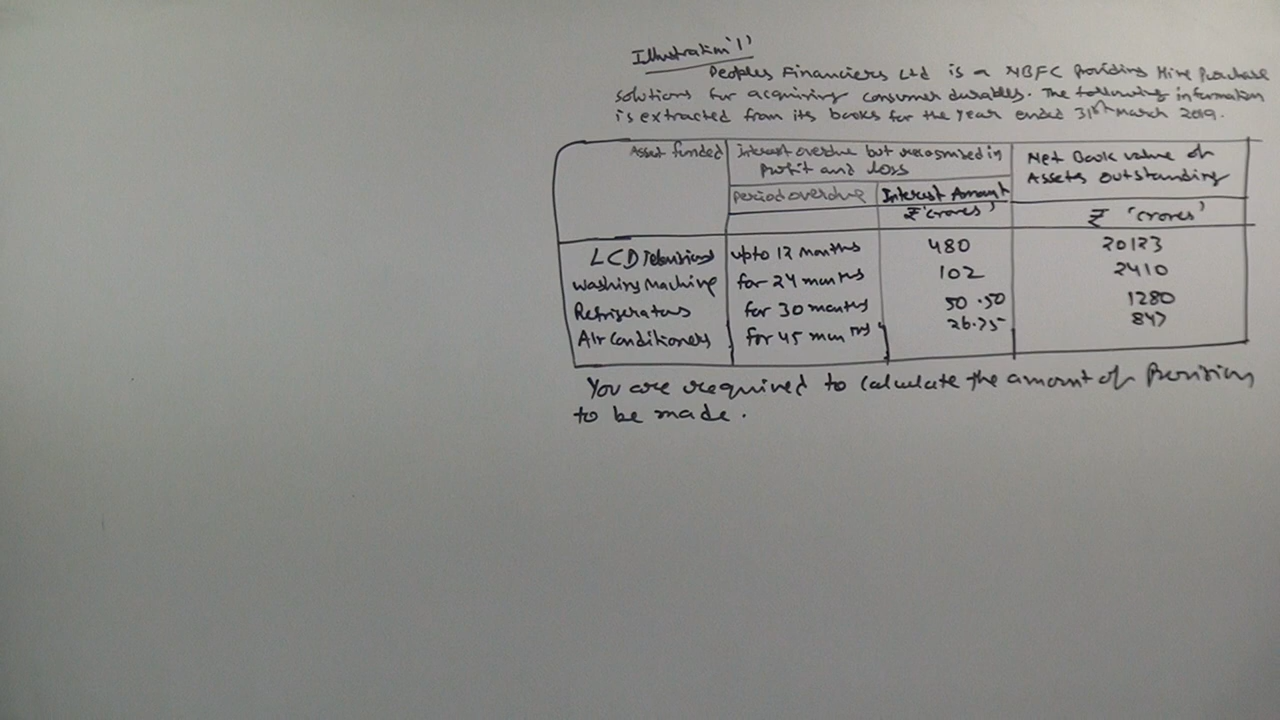 Illustration '1'
Peoples Financiers Ltd is a NBFC Providing Hire Purchase
solutions for acquiring consumer durables. The following information
is extracted from its books for the year ended 31st March 2019.
Asset funded Interest overdue but recognised in Net Book value of
Profit and loss Assets outstanding
Period overdue Interest Amount
₹ 'crores' ₹ 'crores'
LCD Televisions upto 12 months 480 20123
Washing Machine for 24 months 102 2410
Refrigerators for 30 months 50.50 1280
Air Conditioners for 45 months 26.75 847
You are required to calculate the amount of Provision
to be made.